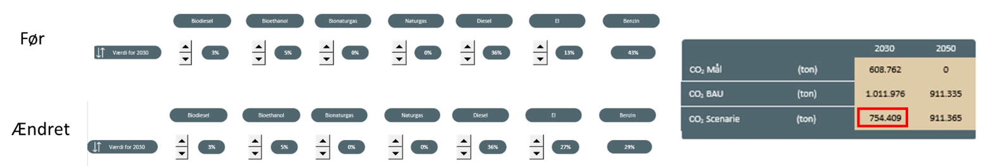 Før
Biodiesel Bioethanol Bionaturgas Naturgas Diesel El Benzin
Værdi for 2030 3% 5% 0% 0% 36% 13% 43%
Ændret
Biodiesel Bioethanol Bionaturgas Naturgas Diesel El Benzin
Værdi for 2030 3% 5% 0% 0% 36% 27% 29%
2030 2050
CO₂ Mål (ton) 608.762 0
CO₂ BAU (ton) 1.011.976 911.335
CO₂ Scenarie (ton) 754.409 911.365